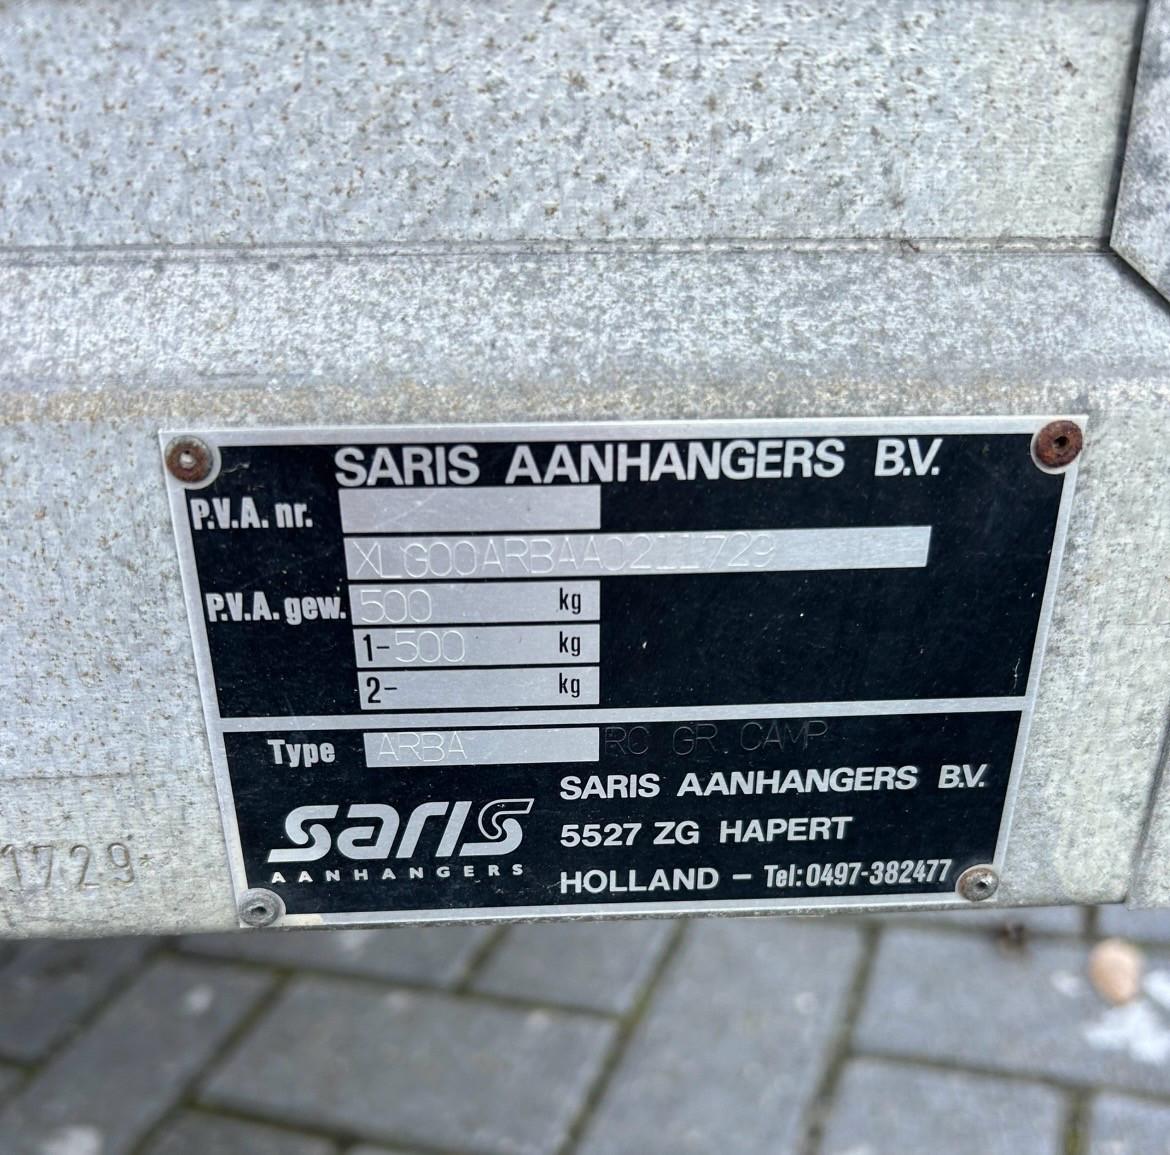 SARIS AANHANGERS B.V.
P.V.A. nr.
XLG00ARBAA0211729
P.V.A. gew. 500 kg
1-500 kg
2- kg
Type ARBA RC GR CAMP
saris
AANHANGERS
SARIS AANHANGERS B.V.
5527 ZG HAPERT
HOLLAND - Tel: 0497-382477
1729